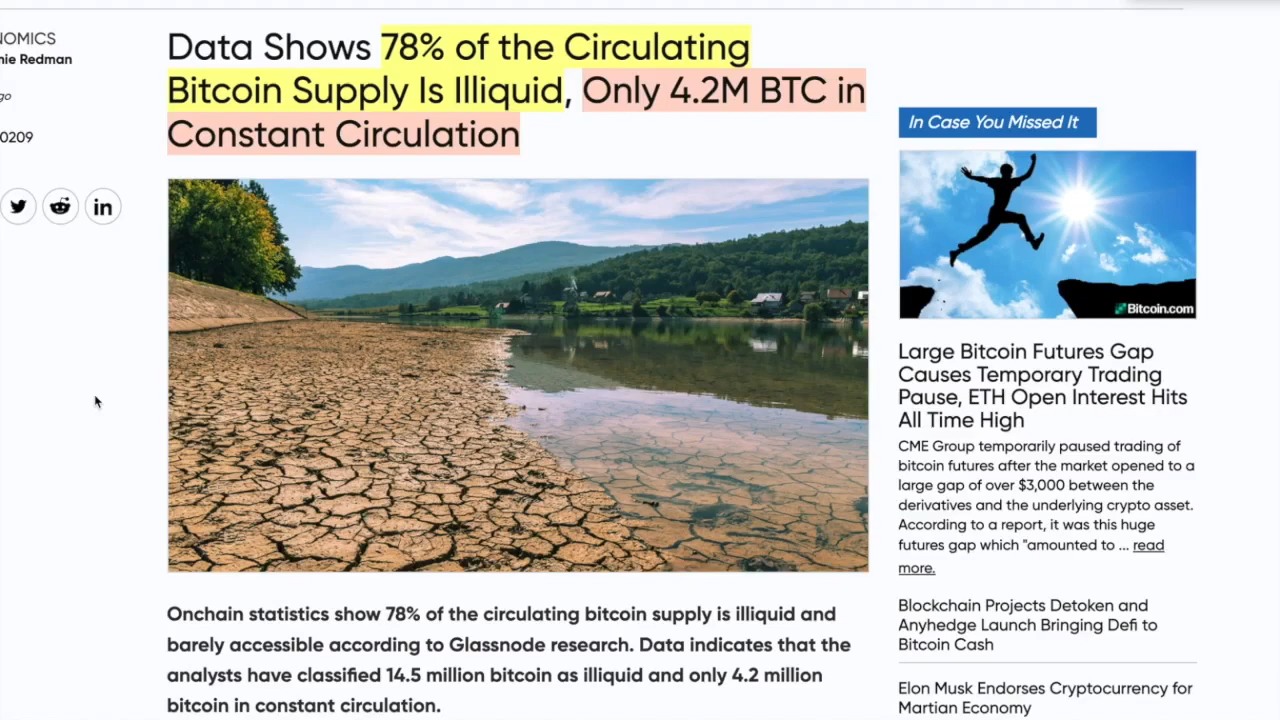 NOMICS
nie Redman
go
0209
Data Shows 78% of the Circulating
Bitcoin Supply Is Illiquid, Only 4.2M BTC in
Constant Circulation
in
Onchain statistics show 78% of the circulating bitcoin supply is illiquid and
barely accessible according to Glassnode research. Data indicates that the
analysts have classified 14.5 million bitcoin as illiquid and only 4.2 million
bitcoin in constant circulation.
In Case You Missed It
Bitcoin.com
Large Bitcoin Futures Gap
Causes Temporary Trading
Pause, ETH Open Interest Hits
All Time High
CME Group temporarily paused trading of
bitcoin futures after the market opened to a
large gap of over $3,000 between the
derivatives and the underlying crypto asset.
According to a report, it was this huge
futures gap which "amounted to ... read
more.
Blockchain Projects Detoken and
Anyhedge Launch Bringing Defi to
Bitcoin Cash
Elon Musk Endorses Cryptocurrency for
Martian Economy